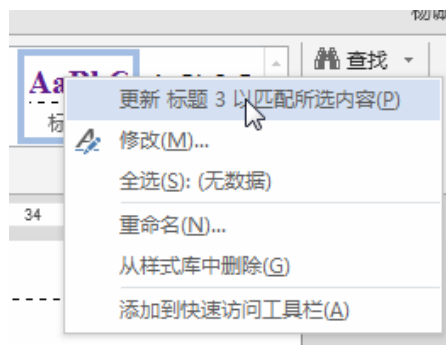 查找
更新 标题 3 以匹配所选内容(P)
修改(M)...
全选(S): (无数据)
34
重命名(N)...
从样式库中删除(G)
添加到快速访问工具栏(A)